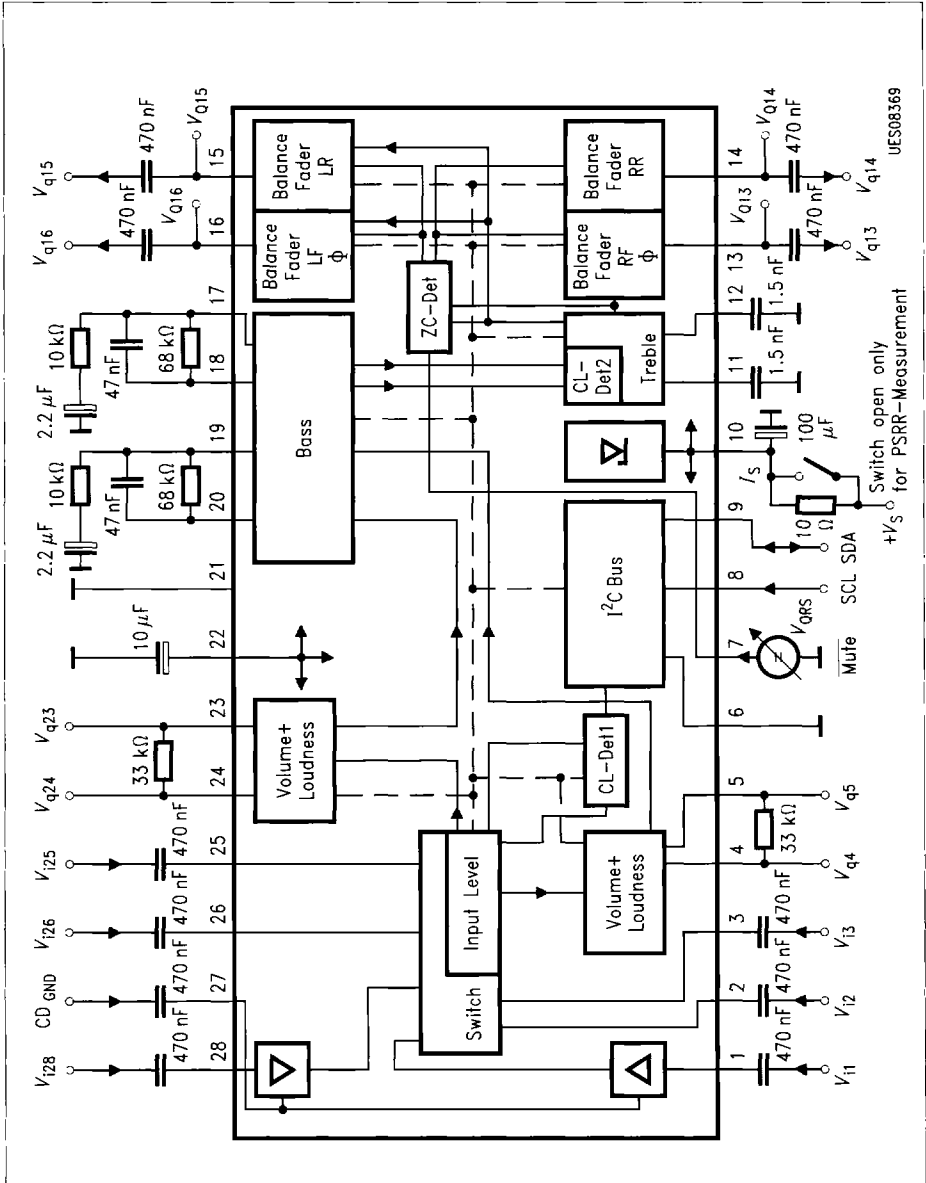 Vi28
CD GND
Vi26
Vi25
Vq24
Vq23
Vq16
Vq15
470 nF
470 nF
470 nF
470 nF
33 kΩ
10 µF
2.2 µF
10 kΩ
47 nF
68 kΩ
2.2 µF
10 kΩ
47 nF
68 kΩ
470 nF
VQ16
470 nF
VQ15
28
27
26
25
24
23
22
21
20
19
18
17
16
15
Volume+
Loudness
Bass
Balance
Fader
LF
Φ
Balance
Fader
LR
Switch
Input Level
ZC-Det
CL-Det1
Volume+
Loudness
I²C Bus
CL-
Det2
Treble
Balance
Fader
RF
Φ
Balance
Fader
RR
1
2
3
4
5
6
7
8
9
10
11
12
13
14
470 nF
470 nF
470 nF
33 kΩ
VQRS
=
IS
10
Ω
100
µF
1.5 nF
1.5 nF
VQ13
470 nF
VQ14
470 nF
Vi1
Vi2
Vi3
Vq4
Vq5
Mute
SCL
SDA
+VS
Switch open only
for PSRR-Measurement
Vq13
Vq14
UES08369